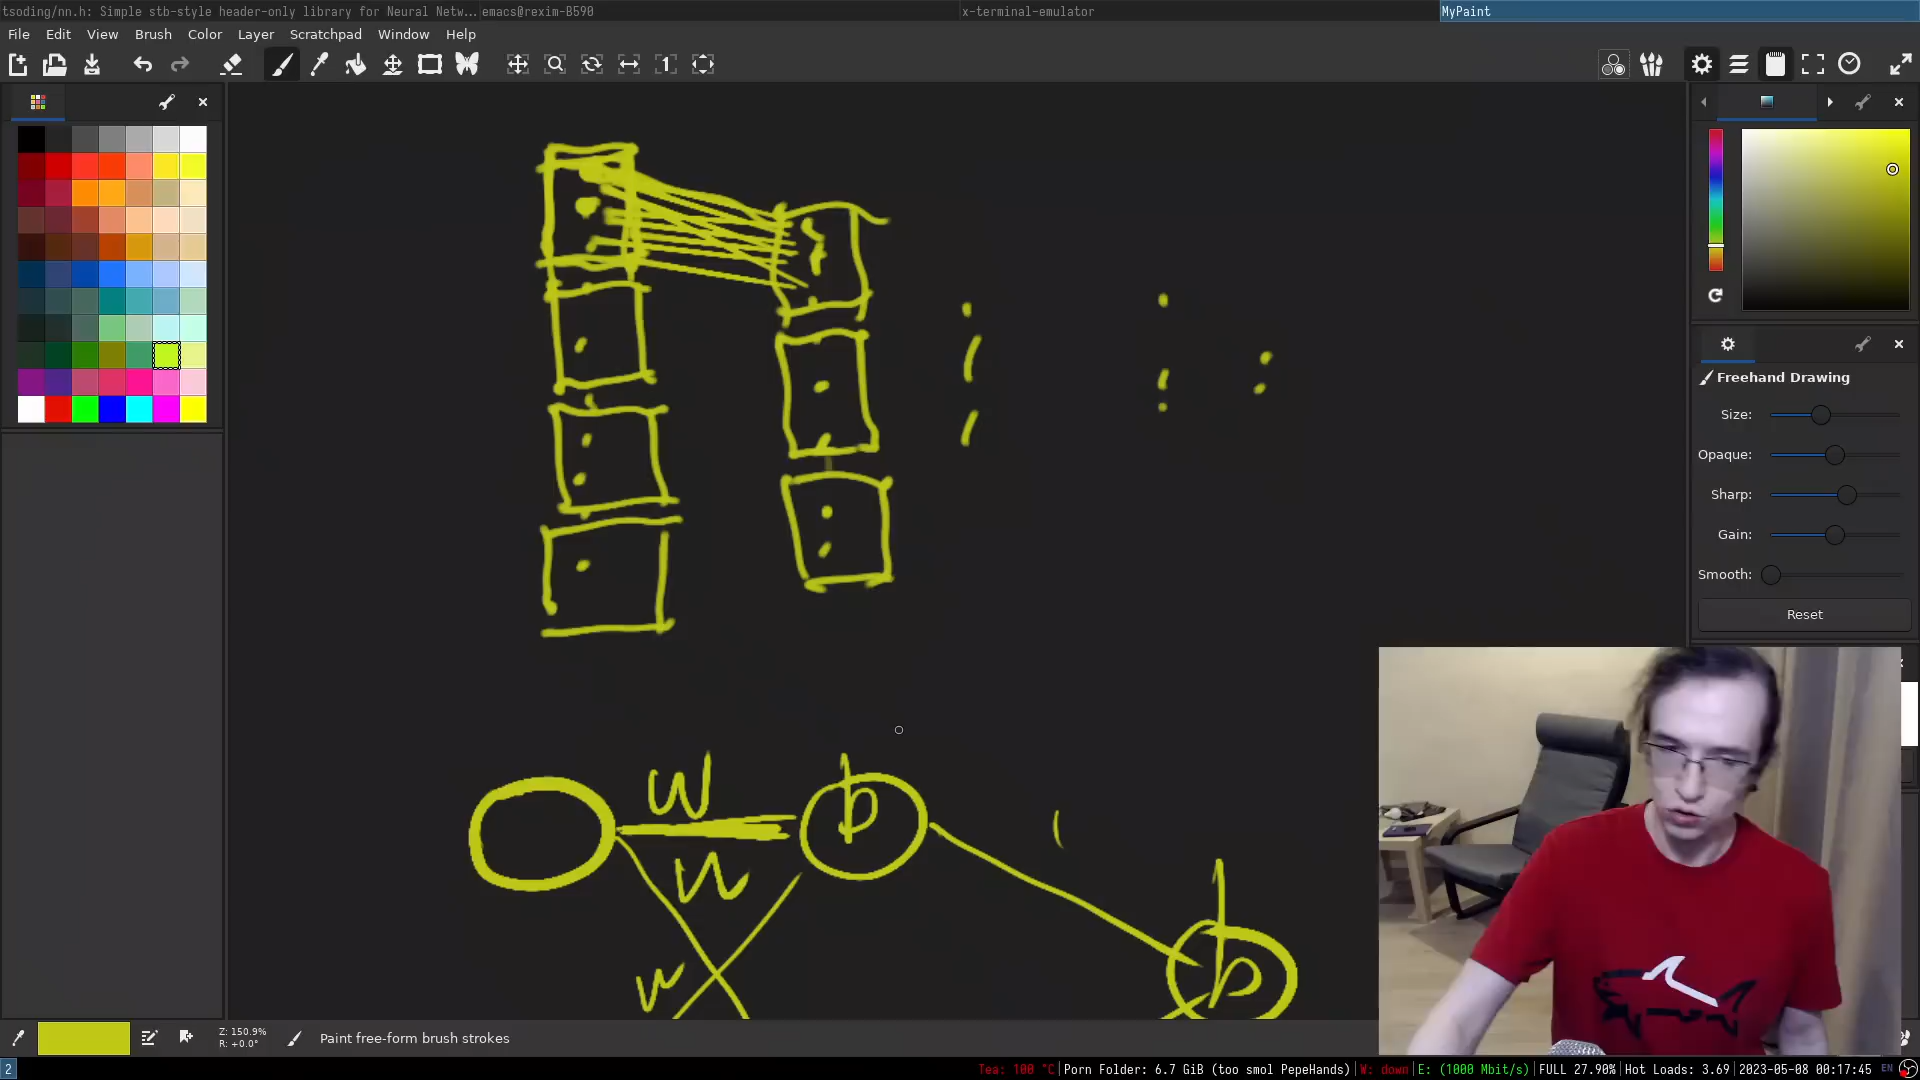 tsoding/nn.h: Simple stb-style header-only library for Neural Netw... emacs@rexim-B590 x-terminal-emulator MyPaint
File Edit View Brush Color Layer Scratchpad Window Help
Freehand Drawing
Size:
Opaque:
Sharp:
Gain:
Smooth:
Reset
W
b
W
b
w
Z: 150.9%
R: +0.0°
Paint free-form brush strokes
2 Tea: 100 °C Porn Folder: 6.7 GiB (too smol PepeHands) W: down E: (1000 Mbit/s) FULL 27.90% Hot Loads: 3.69 2023-05-08 00:17:45 EN